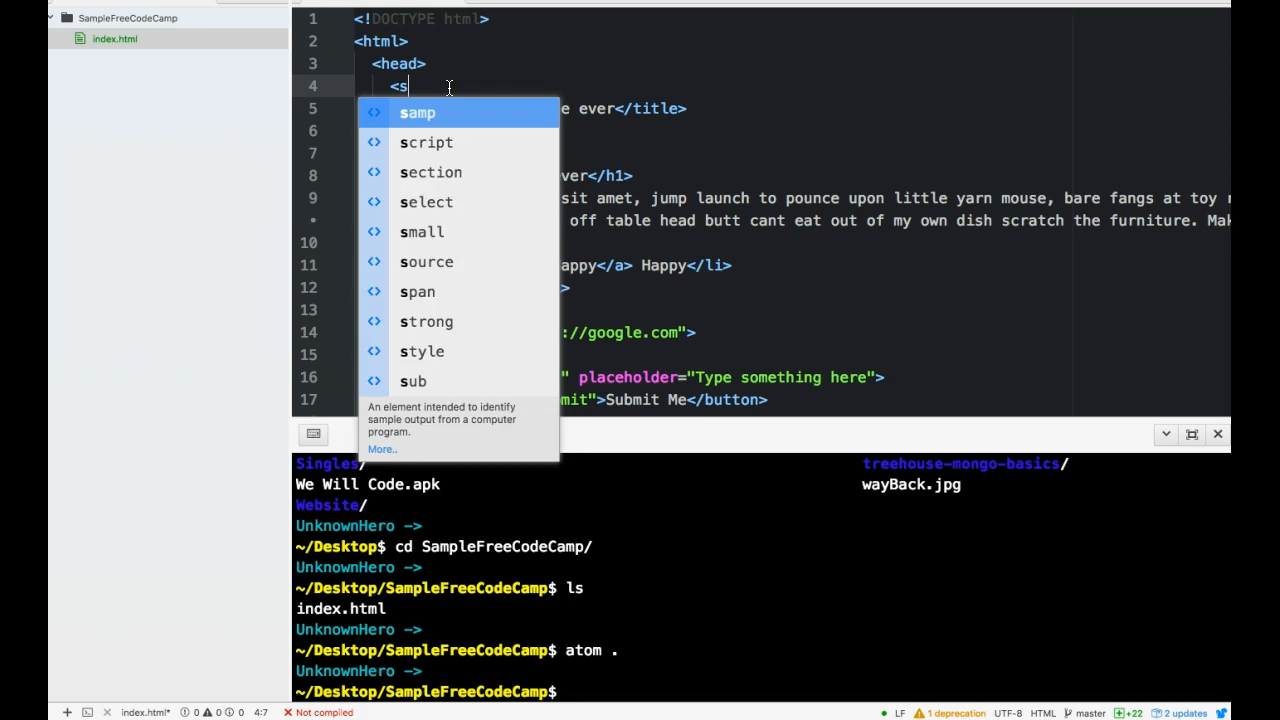 SampleFreeCodeCamp
index.html
1 <!DOCTYPE html>
2 <html>
3 <head>
4 <s
5 e ever</title>
6
7
8 ever</h1>
9 sit amet, jump launch to pounce upon little yarn mouse, bare fangs at toy
• off table head butt cant eat out of my own dish scratch the furniture. Mak
10
11 appy</a> Happy</li>
12 >
13
14 ://google.com">
15
16 " placeholder="Type something here">
17 mit">Submit Me</button>
samp
script
section
select
small
source
span
strong
style
sub
An element intended to identify
sample output from a computer
program.
More..
Singles/ treehouse-mongo-basics/
We Will Code.apk wayBack.jpg
Website/
UnknownHero ->
~/Desktop$ cd SampleFreeCodeCamp/
UnknownHero ->
~/Desktop/SampleFreeCodeCamp$ ls
index.html
UnknownHero ->
~/Desktop/SampleFreeCodeCamp$ atom .
UnknownHero ->
~/Desktop/SampleFreeCodeCamp$
index.html* 0 0 0 4:7 Not compiled LF 1 deprecation UTF-8 HTML master +22 2 updates